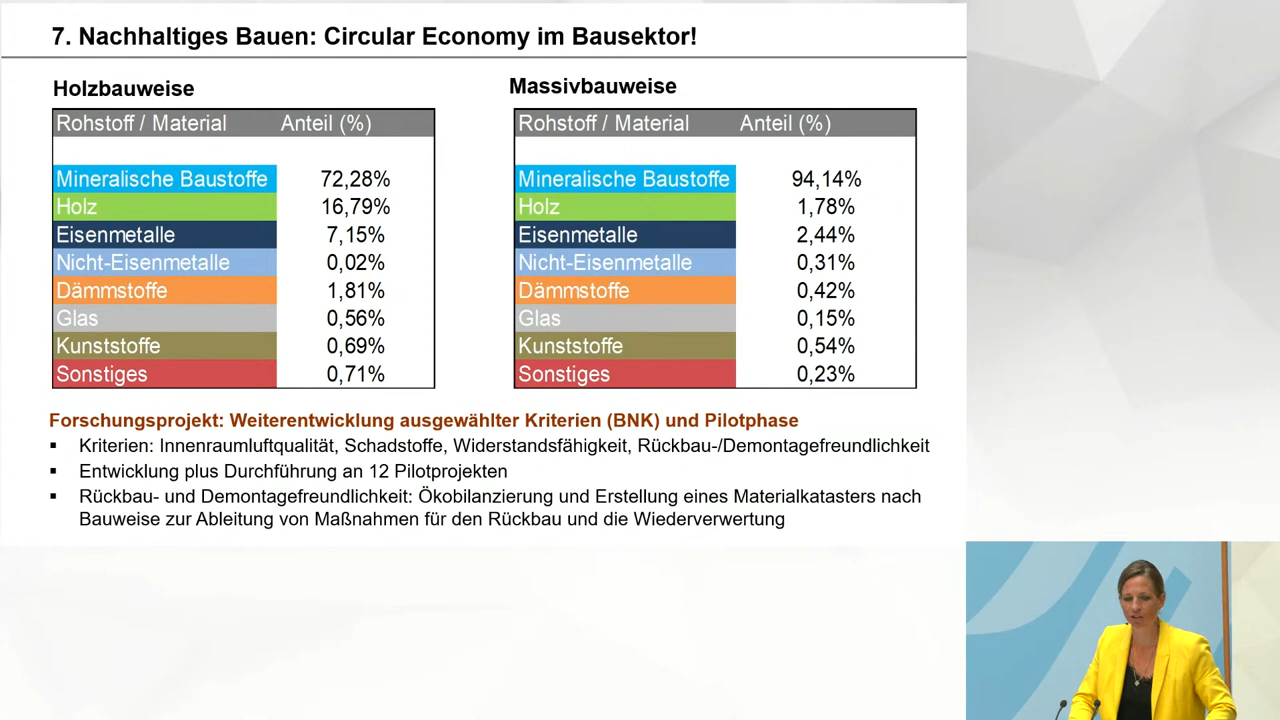 7. Nachhaltiges Bauen: Circular Economy im Bausektor!
Holzbauweise
Rohstoff / Material Anteil (%)
Mineralische Baustoffe 72,28%
Holz 16,79%
Eisenmetalle 7,15%
Nicht-Eisenmetalle 0,02%
Dämmstoffe 1,81%
Glas 0,56%
Kunststoffe 0,69%
Sonstiges 0,71%
Massivbauweise
Rohstoff / Material Anteil (%)
Mineralische Baustoffe 94,14%
Holz 1,78%
Eisenmetalle 2,44%
Nicht-Eisenmetalle 0,31%
Dämmstoffe 0,42%
Glas 0,15%
Kunststoffe 0,54%
Sonstiges 0,23%
Forschungsprojekt: Weiterentwicklung ausgewählter Kriterien (BNK) und Pilotphase
▪ Kriterien: Innenraumluftqualität, Schadstoffe, Widerstandsfähigkeit, Rückbau-/Demontagefreundlichkeit
▪ Entwicklung plus Durchführung an 12 Pilotprojekten
▪ Rückbau- und Demontagefreundlichkeit: Ökobilanzierung und Erstellung eines Materialkatasters nach
Bauweise zur Ableitung von Maßnahmen für den Rückbau und die Wiederverwertung